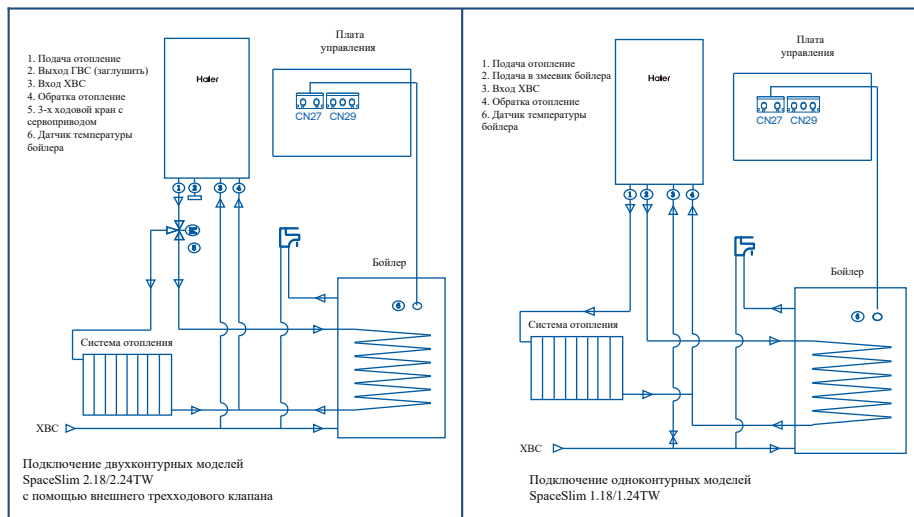 1. Подача отопление
2. Выход ГВС (заглушить)
3. Вход ХВС
4. Обратка отопление
5. 3-х ходовой кран с
сервоприводом
6. Датчик температуры
бойлера
Haier
Плата
управления
CN27 CN29
1 2 3 4
M
5
Бойлер
6
Система отопления
ХВС
Подключение двухконтурных моделей
SpaceSlim 2.18/2.24TW
с помощью внешнего трехходового клапана
1. Подача отопление
2. Подача в змеевик бойлера
3. Вход ХВС
4. Обратка отопление
6. Датчик температуры
бойлера
Haier
Плата
управления
CN27 CN29
1 2 3 4
Бойлер
6
Система отопления
ХВС
Подключение одноконтурных моделей
SpaceSlim 1.18/1.24TW